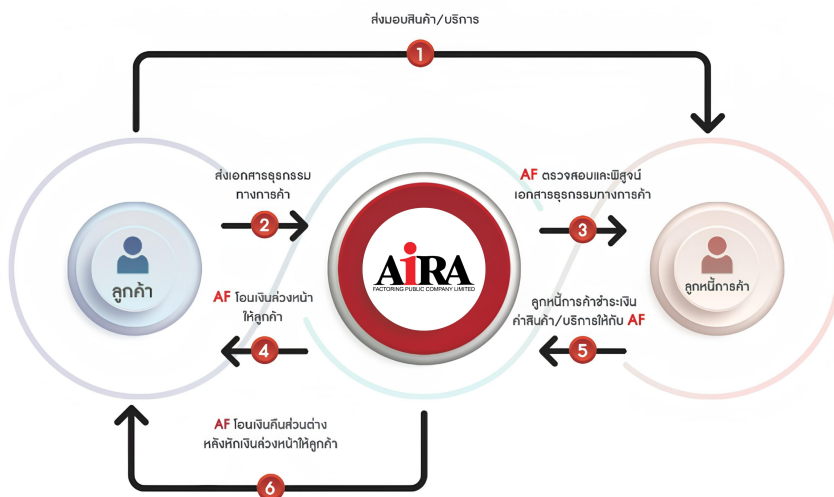 ส่งมอบสินค้า/บริการ
1
ส่งเอกสารธุรกรรม
ทางการค้า
2
AF ตรวจสอบและพิสูจน์
เอกสารธุรกรรมทางการค้า
3
ลูกค้า
AiRA
FACTORING PUBLIC COMPANY LIMITED
ลูกหนี้การค้า
AF โอนเงินล่วงหน้า
ให้ลูกค้า
4
ลูกหนี้การค้าชำระเงิน
ค่าสินค้า/บริการให้กับ AF
5
AF โอนเงินคืนส่วนต่าง
หลังหักเงินล่วงหน้าให้ลูกค้า
6